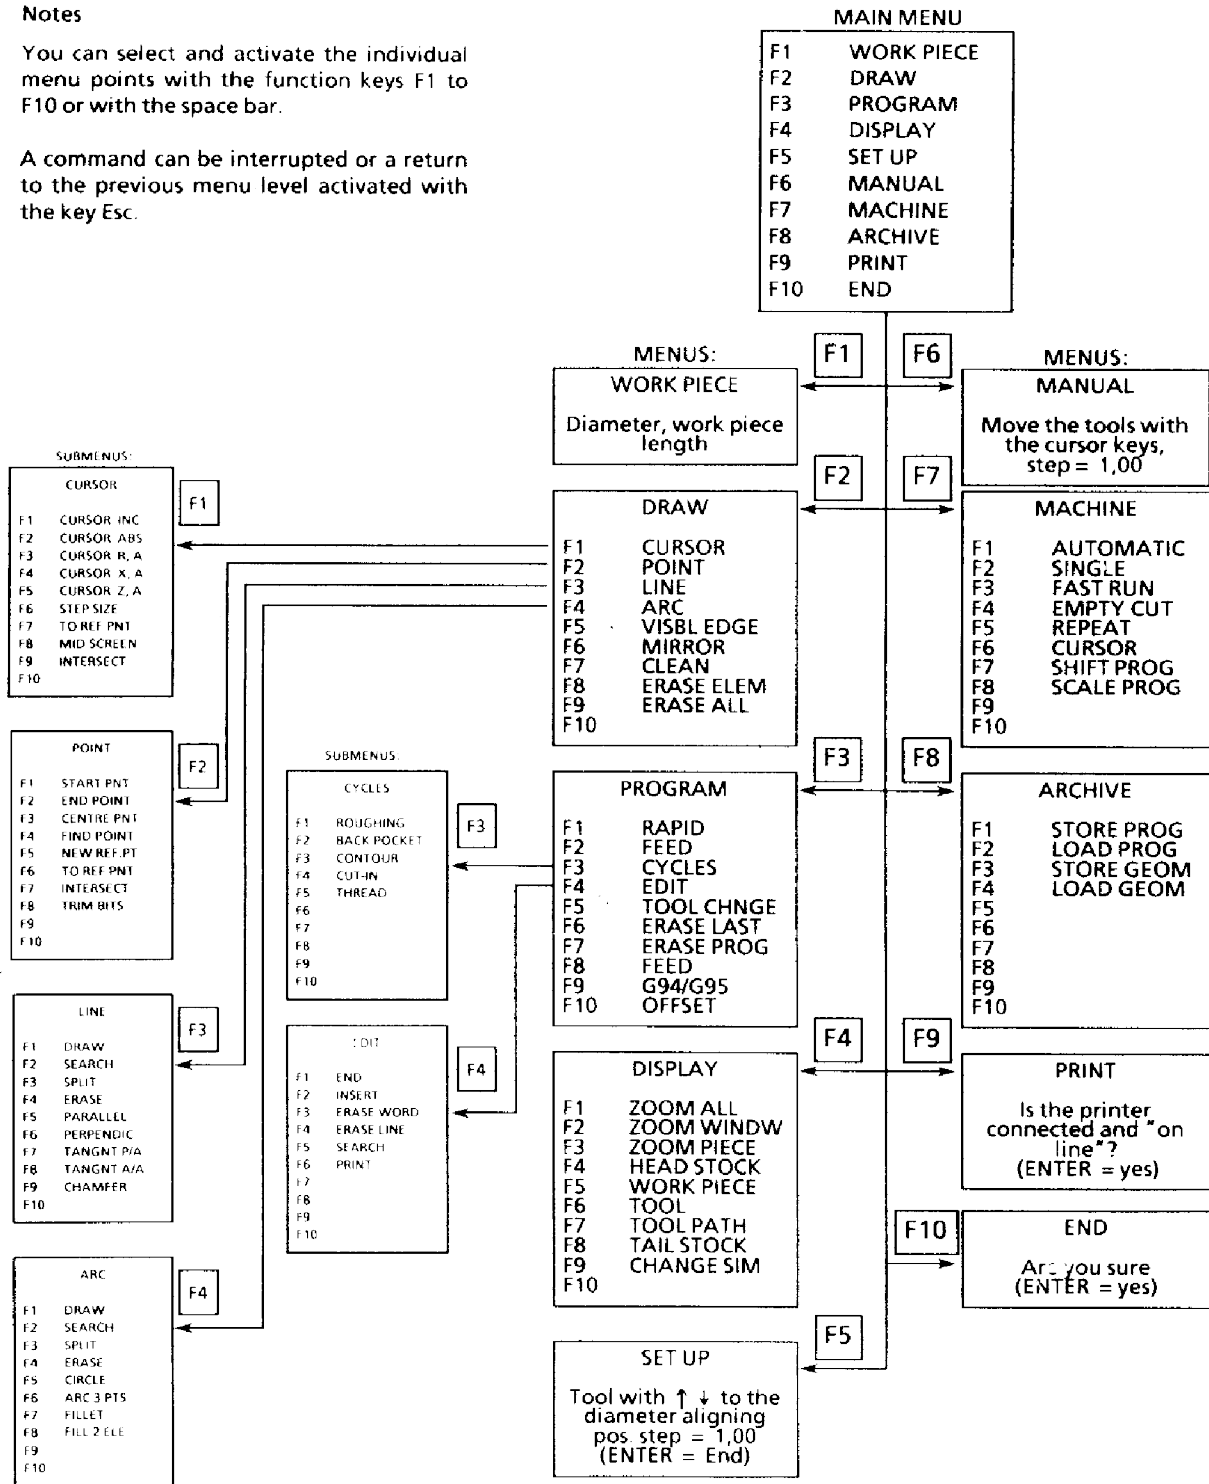 Notes
You can select and activate the individual
menu points with the function keys F1 to
F10 or with the space bar.
A command can be interrupted or a return
to the previous menu level activated with
the key Esc.
MAIN MENU
F1 WORK PIECE
F2 DRAW
F3 PROGRAM
F4 DISPLAY
F5 SET UP
F6 MANUAL
F7 MACHINE
F8 ARCHIVE
F9 PRINT
F10 END
MENUS:
F1
WORK PIECE
Diameter, work piece
length
F6
MENUS:
MANUAL
Move the tools with
the cursor keys,
step = 1,00
F2
DRAW
F1 CURSOR
F2 POINT
F3 LINE
F4 ARC
F5 VISBL EDGE
F6 MIRROR
F7 CLEAN
F8 ERASE ELEM
F9 ERASE ALL
F10
F7
MACHINE
F1 AUTOMATIC
F2 SINGLE
F3 FAST RUN
F4 EMPTY CUT
F5 REPEAT
F6 CURSOR
F7 SHIFT PROG
F8 SCALE PROG
F9
F10
SUBMENUS:
CURSOR
F1
F1 CURSOR INC
F2 CURSOR ABS
F3 CURSOR R, A
F4 CURSOR X, A
F5 CURSOR Z, A
F6 STEP SIZE
F7 TO REF PNT
F8 MID SCREEN
F9 INTERSECT
F10
POINT
F2
F1 START PNT
F2 END POINT
F3 CENTRE PNT
F4 FIND POINT
F5 NEW REF.PT
F6 TO REF PNT
F7 INTERSECT
F8 TRIM BITS
F9
F10
LINE
F3
F1 DRAW
F2 SEARCH
F3 SPLIT
F4 ERASE
F5 PARALLEL
F6 PERPENDIC
F7 TANGNT P/A
F8 TANGNT A/A
F9 CHAMFER
F10
ARC
F4
F1 DRAW
F2 SEARCH
F3 SPLIT
F4 ERASE
F5 CIRCLE
F6 ARC 3 PTS
F7 FILLET
F8 FILL 2 ELE
F9
F10
SUBMENUS:
CYCLES
F3
F1 ROUGHING
F2 BACK POCKET
F3 CONTOUR
F4 CUT-IN
F5 THREAD
F6
F7
F8
F9
F10
EDIT
F4
F1 END
F2 INSERT
F3 ERASE WORD
F4 ERASE LINE
F5 SEARCH
F6 PRINT
F7
F8
F9
F10
F3
PROGRAM
F1 RAPID
F2 FEED
F3 CYCLES
F4 EDIT
F5 TOOL CHNGE
F6 ERASE LAST
F7 ERASE PROG
F8 FEED
F9 G94/G95
F10 OFFSET
F8
ARCHIVE
F1 STORE PROG
F2 LOAD PROG
F3 STORE GEOM
F4 LOAD GEOM
F5
F6
F7
F8
F9
F10
F4
DISPLAY
F1 ZOOM ALL
F2 ZOOM WINDW
F3 ZOOM PIECE
F4 HEAD STOCK
F5 WORK PIECE
F6 TOOL
F7 TOOL PATH
F8 TAIL STOCK
F9 CHANGE SIM
F10
F9
PRINT
Is the printer
connected and "on
line"?
(ENTER = yes)
F10
END
Are you sure
(ENTER = yes)
F5
SET UP
Tool with ↑ ↓ to the
diameter aligning
pos. step = 1,00
(ENTER = End)